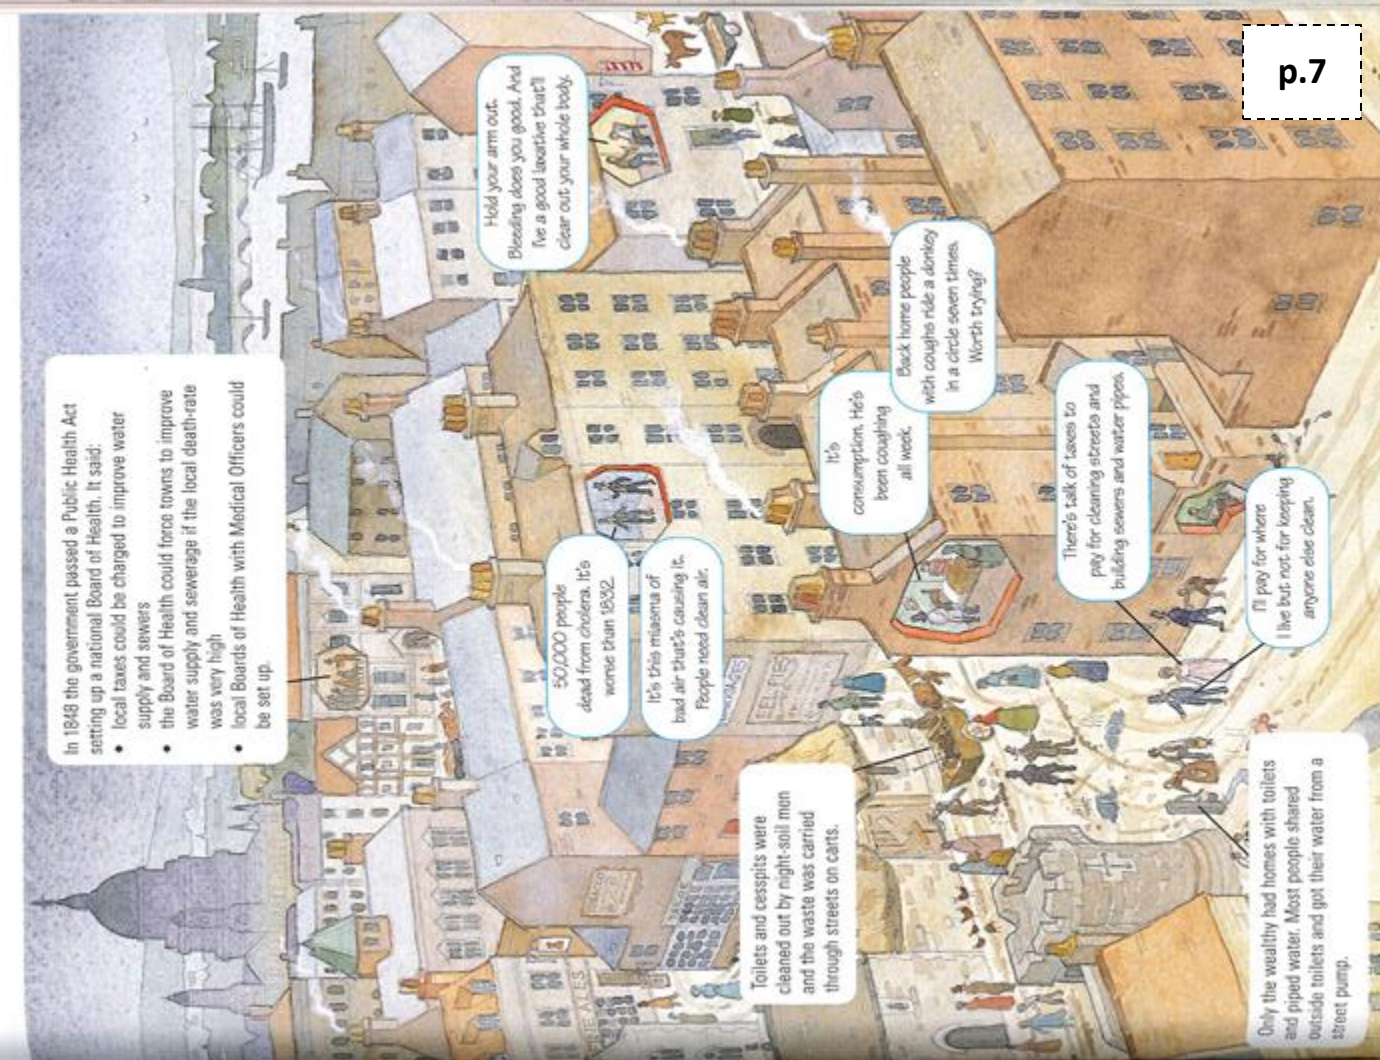 p.7
In 1848 the government passed a Public Health Act
setting up a national Board of Health. It said:
• local taxes could be charged to improve water
supply and sewers
• the Board of Health could force towns to improve
water supply and sewerage if the local death-rate
was very high
• local Boards of Health with Medical Officers could
be set up.
Hold your arm out.
Bleeding does you good. And
I've a good laxative that'll
clear out your whole body.
50,000 people
dead from cholera. It's
worse than 1832.
It's this miasma of
bad air that's causing it.
People need clean air.
It's
consumption. He's
been coughing
all week.
Back home people
with coughs ride a donkey
in a circle seven times.
Worth trying?
Toilets and cesspits were
cleaned out by night-soil men
and the waste was carried
through streets on carts.
There's talk of taxes to
pay for cleaning streets and
building sewers and water pipes.
I'll pay for where
I live but not for keeping
anyone else clean.
Only the wealthy had homes with toilets
and piped water. Most people shared
outside toilets and got their water from a
street pump.